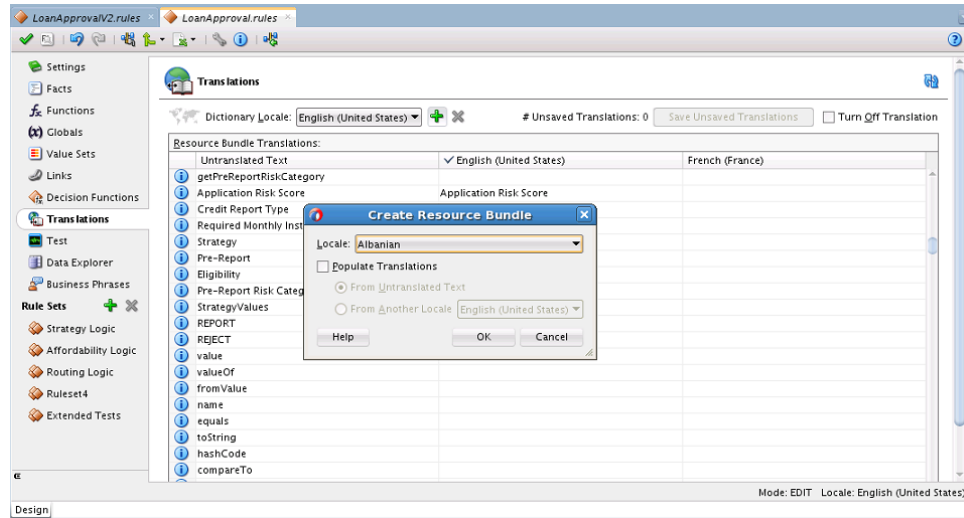 LoanApprovalV2.rules LoanApproval.rules
Settings
Facts
Functions
Globals
Value Sets
Links
Decision Functions
Translations
Test
Data Explorer
Business Phrases
Rule Sets
Strategy Logic
Affordability Logic
Routing Logic
Ruleset4
Extended Tests
Translations
Dictionary Locale: English (United States) # Unsaved Translations: 0 Save Unsaved Translations Turn Off Translation
Resource Bundle Translations:
Untranslated Text English (United States) French (France)
getPreReportRiskCategory
Application Risk Score Application Risk Score
Credit Report Type
Required Monthly Inst
Strategy
Pre-Report
Eligibility
Pre-Report Risk Categ
StrategyValues
REPORT
REJECT
value
valueOf
fromValue
name
equals
toString
hashCode
compareTo
Create Resource Bundle
Locale: Albanian
Populate Translations
From Untranslated Text
From Another Locale English (United States)
Help OK Cancel
Mode: EDIT Locale: English (United States)
Design